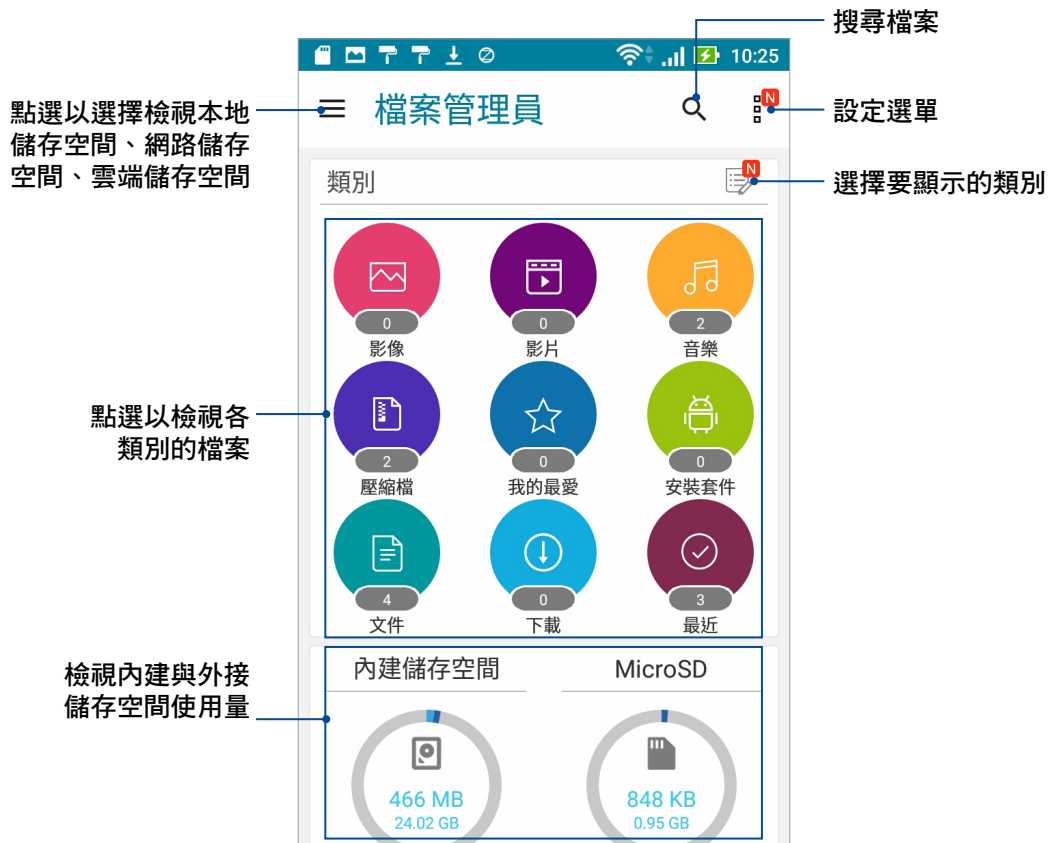 搜尋檔案
10:25
點選以選擇檢視本地
儲存空間、網路儲存
空間、雲端儲存空間
檔案管理員
N
設定選單
類別
N
選擇要顯示的類別
0
0
2
影像
影片
音樂
點選以檢視各
類別的檔案
2
0
0
壓縮檔
我的最愛
安裝套件
4
0
3
文件
下載
最近
檢視內建與外接
儲存空間使用量
內建儲存空間
MicroSD
466 MB
848 KB
24.02 GB
0.95 GB